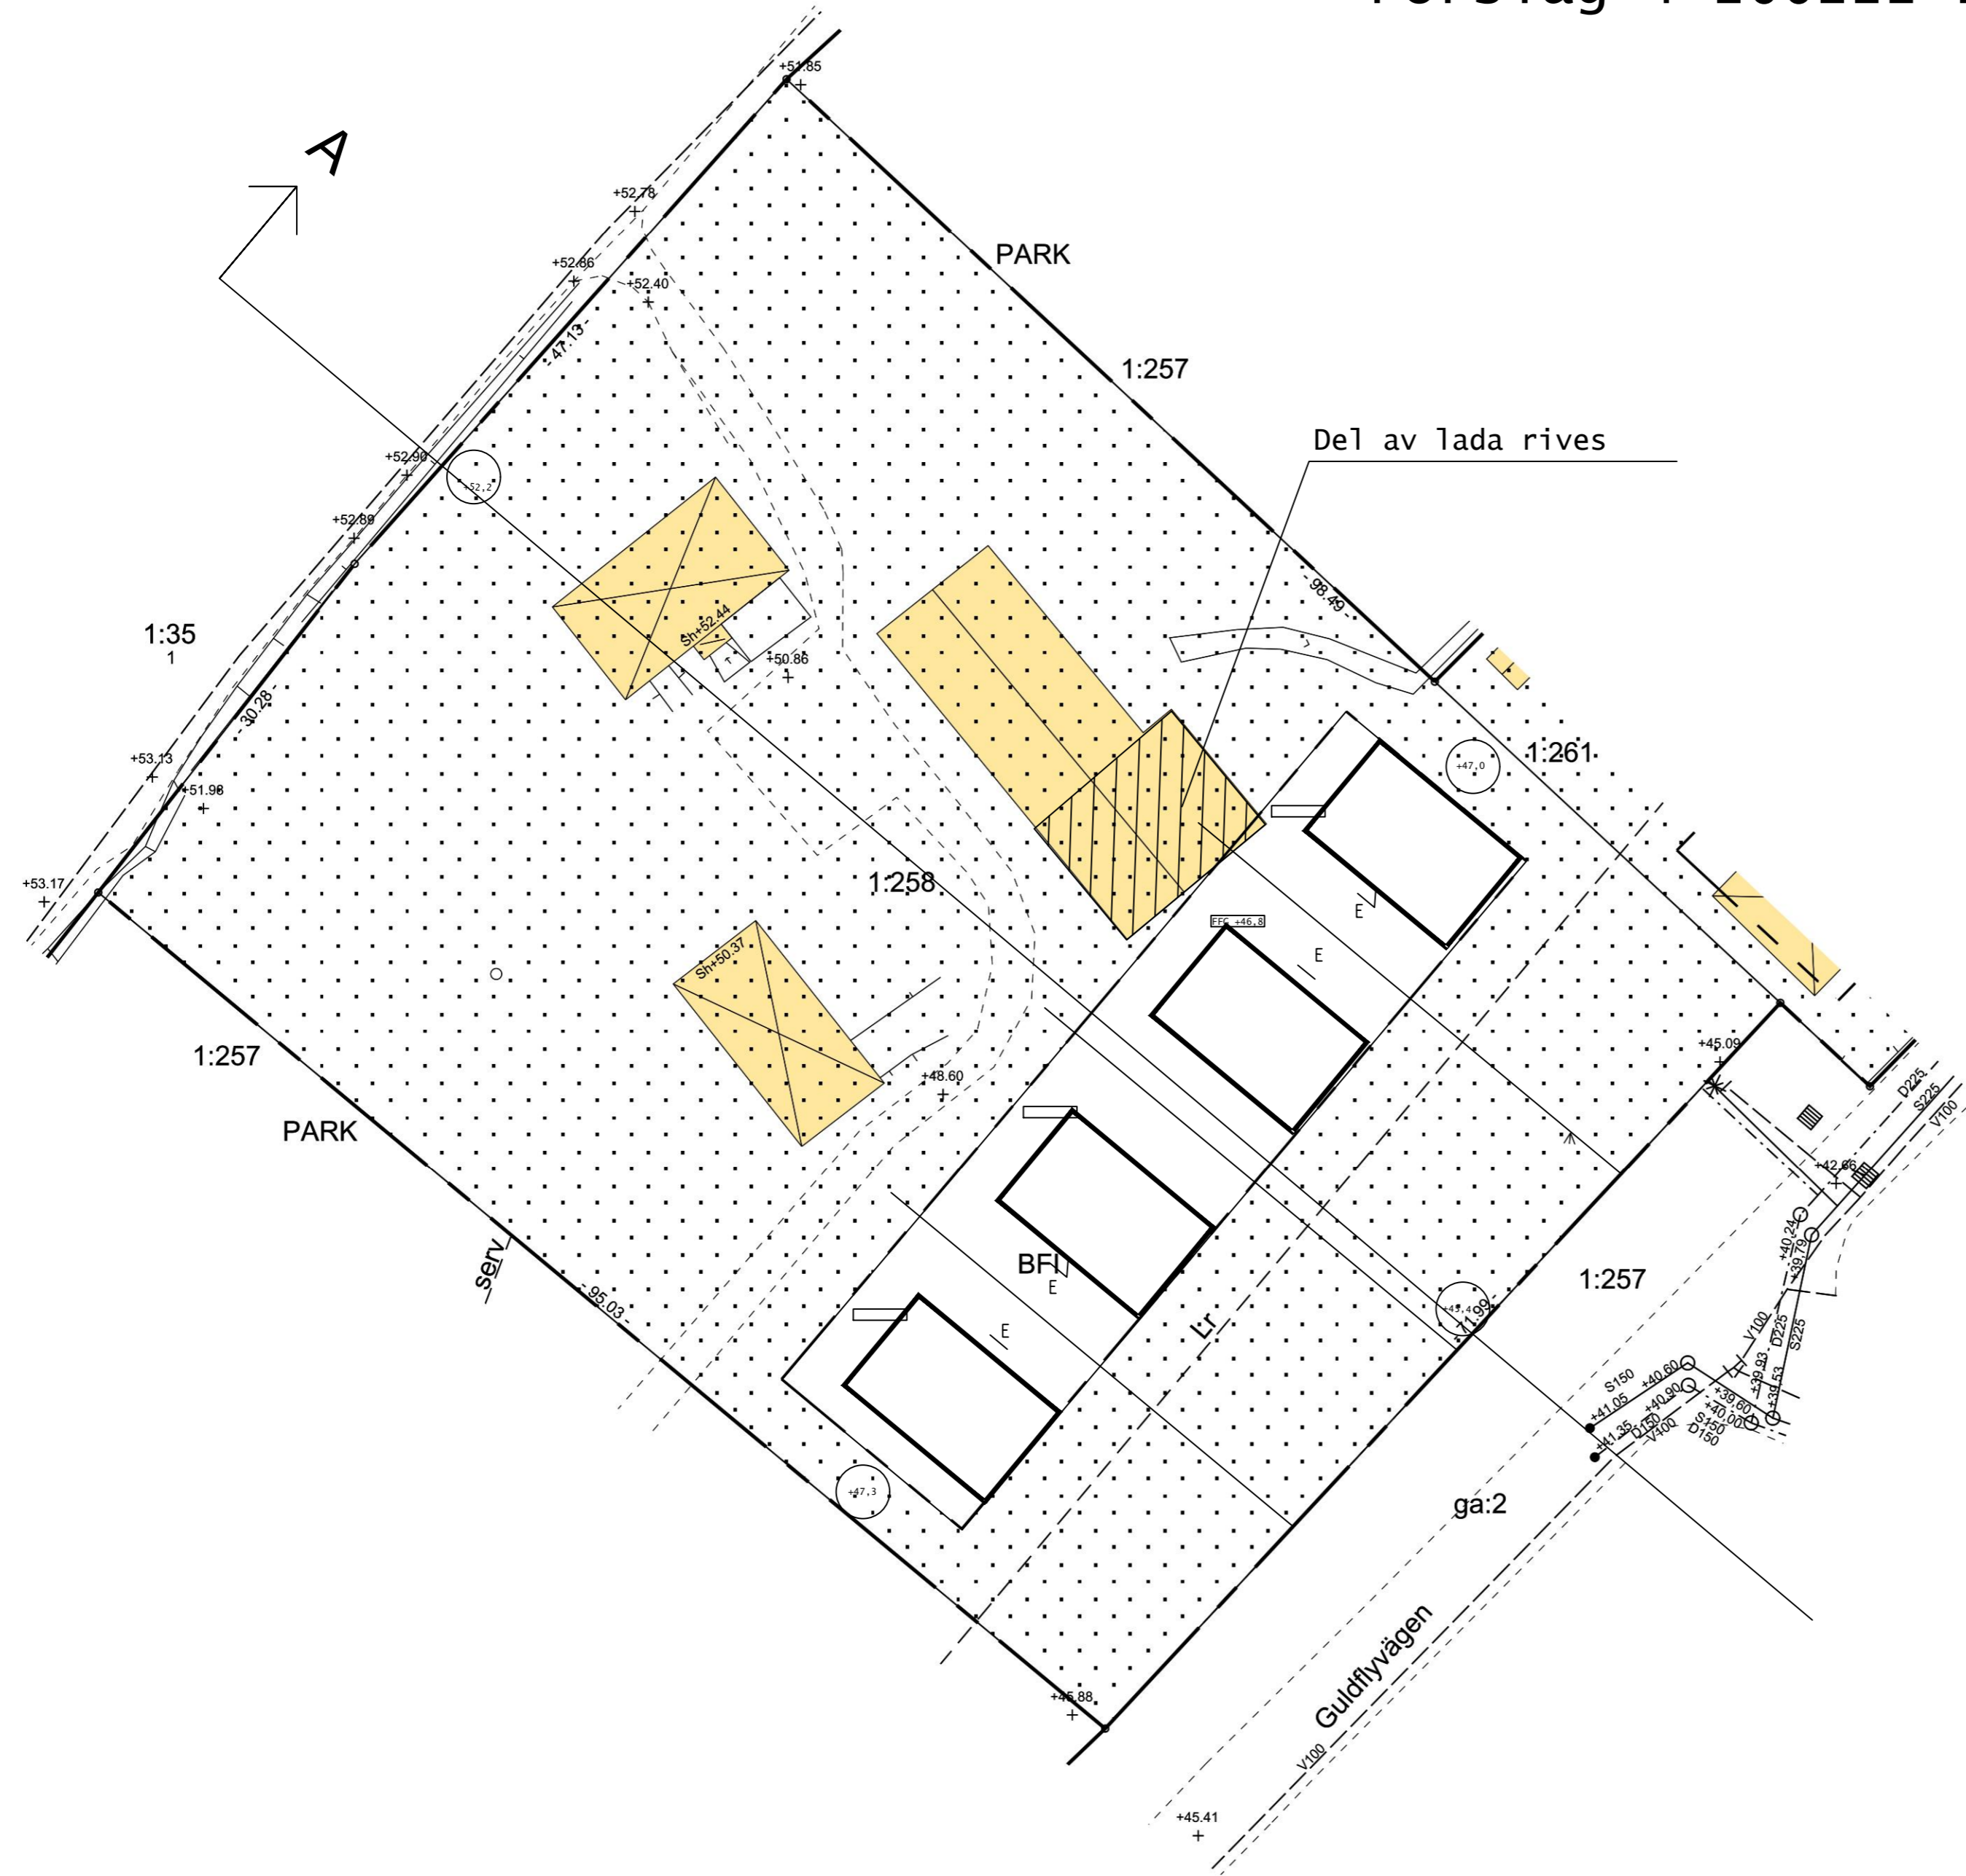 +51.85
A
+52.78
PARK
+52.86
+52.40
- 47.13 -
1:257
Del av lada rives
+52.90
+52,2
+52.89
- 98.49 -
Sh+52.44
1:35
1
+50.86
- 30.28 -
+53.13
+51.98
1:261
+47,0
+53.17
1:258
E
FFG +46,8
E
Sh+50.37
1:257
+45.09
+48.60
D225
S225
V100
PARK
+42.66
serv
+40,24
+39,79
BFI
E
1:257
- 95.03 -
Lr
E
- 71.99 -
V100
D225
S225
S150
+40,60
+39,93
+39,53
+41,05
+40,90
+39,60
+40,00
+41,35
D150
V100
S150
D150
+47,3
ga:2
Guldflyvägen
+45.88
V100
+45.41